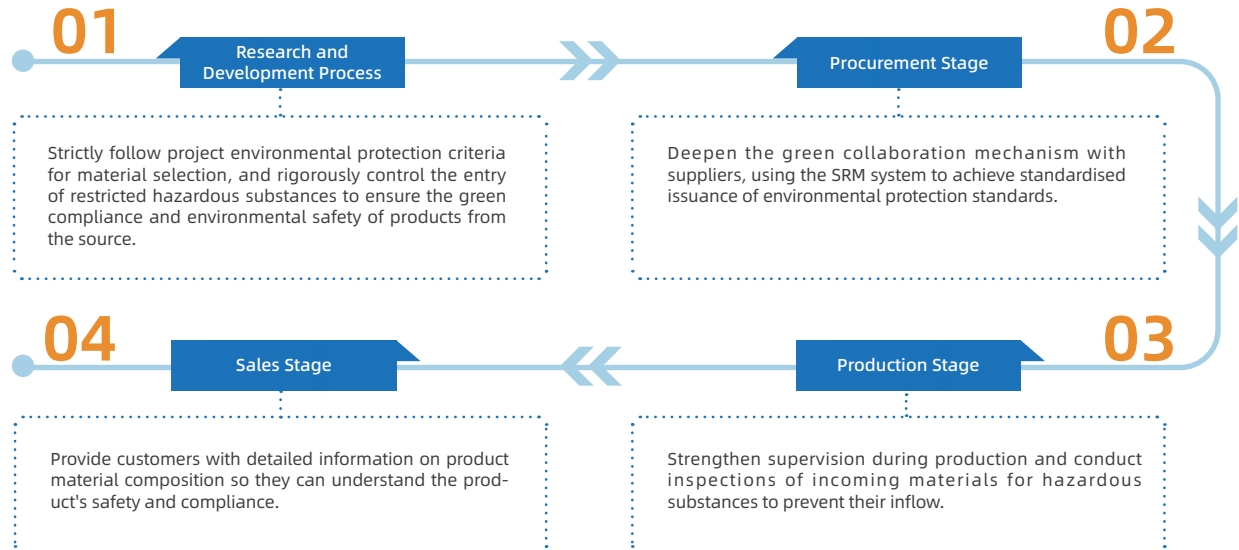 01
Research and
Development Process
Strictly follow project environmental protection criteria
for material selection, and rigorously control the entry
of restricted hazardous substances to ensure the green
compliance and environmental safety of products from
the source.
02
Procurement Stage
Deepen the green collaboration mechanism with
suppliers, using the SRM system to achieve standardised
issuance of environmental protection standards.
03
Production Stage
Strengthen supervision during production and conduct
inspections of incoming materials for hazardous
substances to prevent their inflow.
04
Sales Stage
Provide customers with detailed information on product
material composition so they can understand the prod-
uct's safety and compliance.